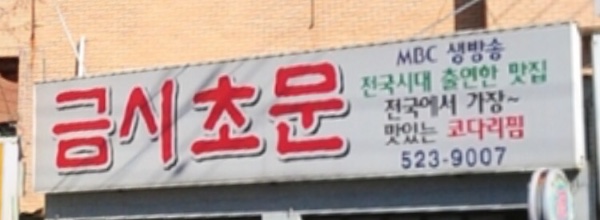 금시초문
MBC 생방송
전국시대 출연한 맛집
전국에서 가장~
맛있는 코다리찜
523-9007